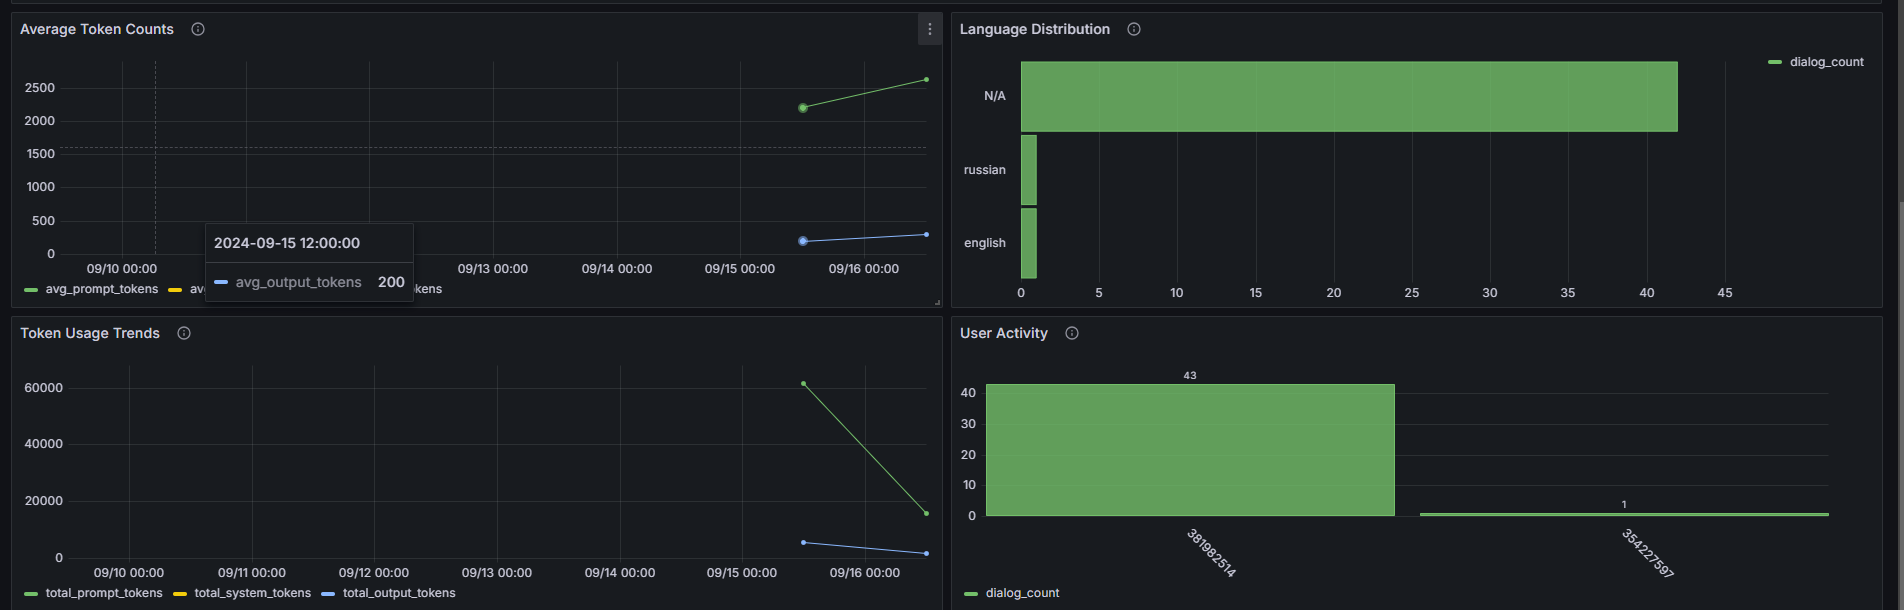 Average Token Counts
2500
2000
1500
1000
500
0
09/10 00:00 09/13 00:00 09/14 00:00 09/15 00:00 09/16 00:00
2024-09-15 12:00:00
avg_output_tokens 200
avg_prompt_tokens av kens
Language Distribution
dialog_count
N/A
russian
english
0 5 10 15 20 25 30 35 40 45
Token Usage Trends
60000
40000
20000
0
09/10 00:00 09/11 00:00 09/12 00:00 09/13 00:00 09/14 00:00 09/15 00:00 09/16 00:00
total_prompt_tokens total_system_tokens total_output_tokens
User Activity
43
40
30
20
10
1
0
381982514 354227597
dialog_count